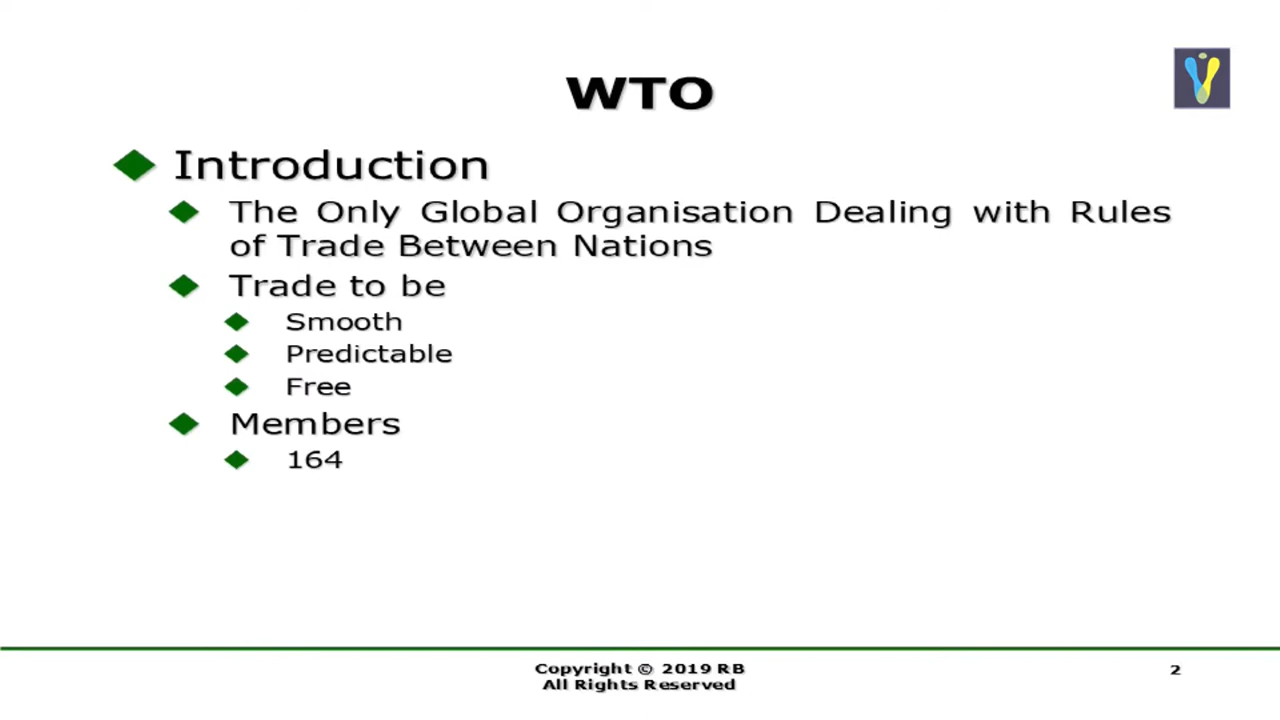 WTO
Introduction
The Only Global Organisation Dealing with Rules
of Trade Between Nations
Trade to be
Smooth
Predictable
Free
Members
164
Copyright © 2019 RB
All Rights Reserved
2